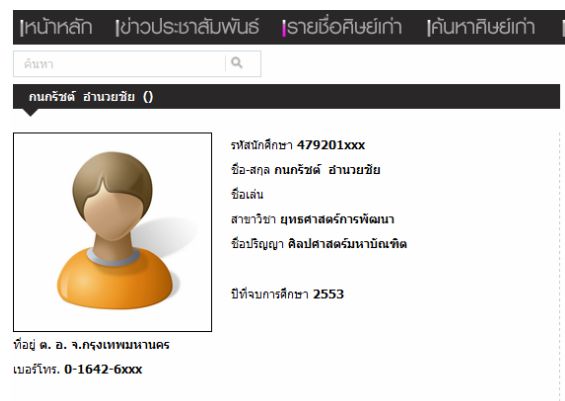 หน้าหลัก ข่าวประชาสัมพันธ์ รายชื่อศิษย์เก่า ค้นหาศิษย์เก่า
ค้นหา
กนกรัชต์ อำนวยชัย ()
รหัสนักศึกษา 479201xxx
ชื่อ-สกุล กนกรัชต์ อำนวยชัย
ชื่อเล่น
สาขาวิชา ยุทธศาสตร์การพัฒนา
ชื่อปริญญา ศิลปศาสตร์มหาบัณฑิต
ปีที่จบการศึกษา 2553
ที่อยู่ ต. อ. จ.กรุงเทพมหานคร
เบอร์โทร. 0-1642-6xxx